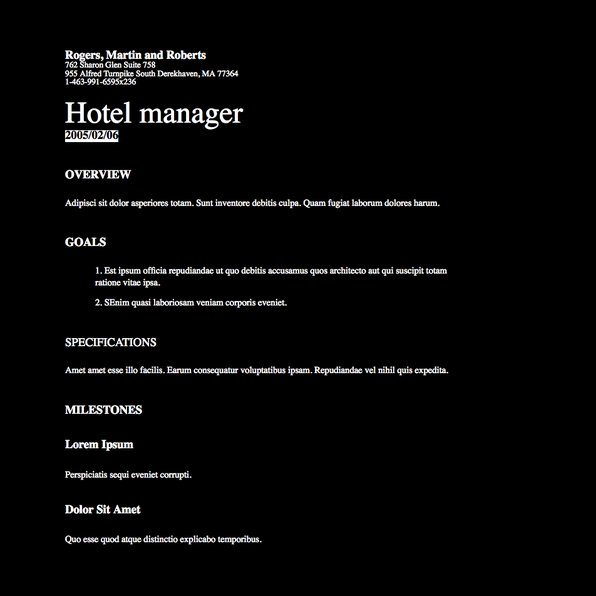 Rogers, Martin and Roberts
762 Sharon Glen Suite 758
955 Alfred Turnpike South Derekhaven, MA 77364
1-463-991-6595x236
Hotel manager
2005/02/06
OVERVIEW
Adipisci sit dolor asperiores totam. Sunt inventore debitis culpa. Quam fugiat laborum dolores harum.
GOALS
1. Est ipsum officia repudiandae ut quo debitis accusamus quos architecto aut qui suscipit totam
ratione vitae ipsa.
2. SEnim quasi laboriosam veniam corporis eveniet.
SPECIFICATIONS
Amet amet esse illo facilis. Earum consequatur voluptatibus ipsam. Repudiandae vel nihil quis expedita.
MILESTONES
Lorem Ipsum
Perspiciatis sequi eveniet corrupti.
Dolor Sit Amet
Quo esse quod atque distinctio explicabo temporibus.